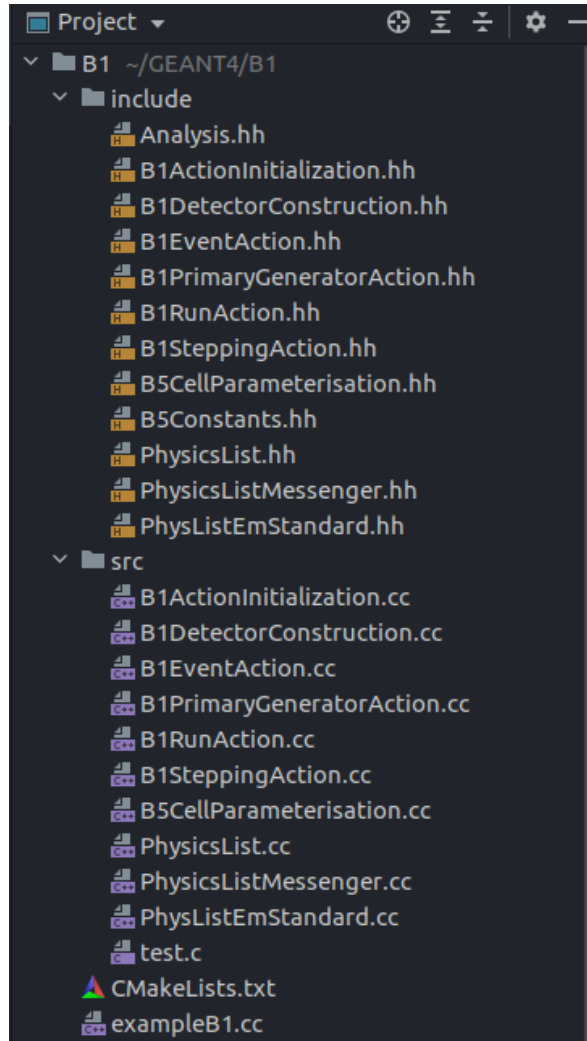 Project
B1 ~/GEANT4/B1
include
Analysis.hh
B1ActionInitialization.hh
B1DetectorConstruction.hh
B1EventAction.hh
B1PrimaryGeneratorAction.hh
B1RunAction.hh
B1SteppingAction.hh
B5CellParameterisation.hh
B5Constants.hh
PhysicsList.hh
PhysicsListMessenger.hh
PhysListEmStandard.hh
src
B1ActionInitialization.cc
B1DetectorConstruction.cc
B1EventAction.cc
B1PrimaryGeneratorAction.cc
B1RunAction.cc
B1SteppingAction.cc
B5CellParameterisation.cc
PhysicsList.cc
PhysicsListMessenger.cc
PhysListEmStandard.cc
test.c
CMakeLists.txt
exampleB1.cc